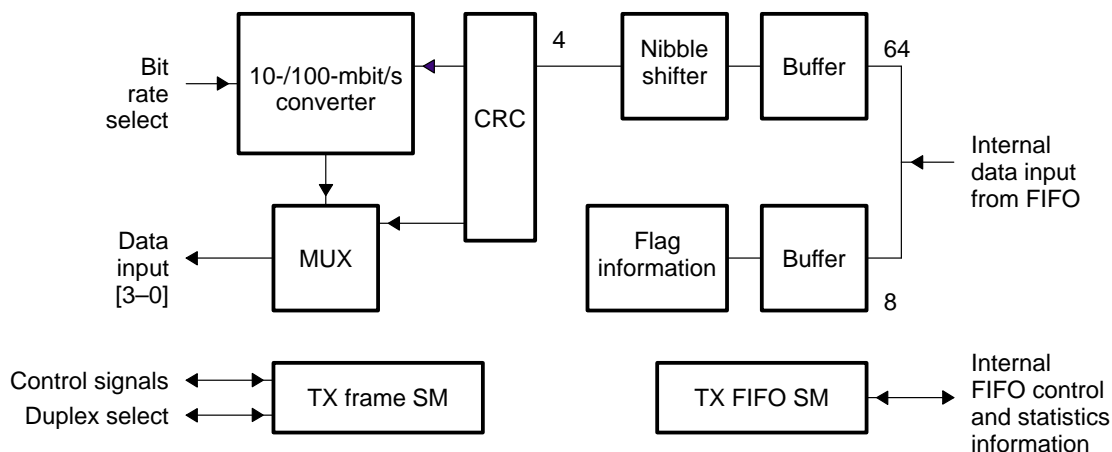 Bit
rate
select
10-/100-mbit/s
converter
CRC
4
Nibble
shifter
Buffer
64
Internal
data input
from FIFO
Data
input
[3–0]
MUX
Flag
information
Buffer
8
Control signals
Duplex select
TX frame SM
TX FIFO SM
Internal
FIFO control
and statistics
information